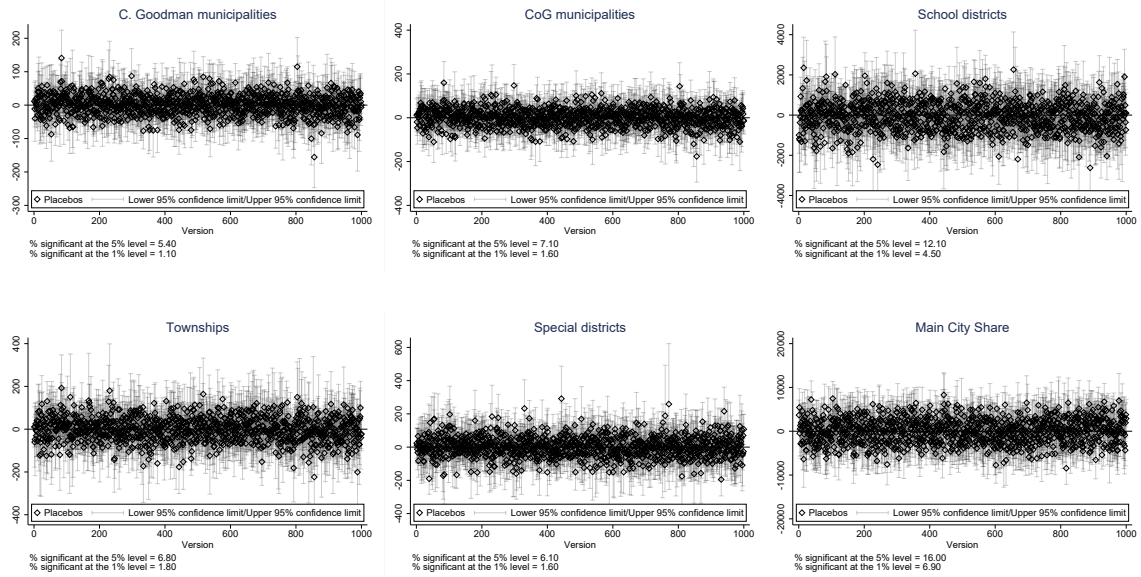 C. Goodman municipalities
200
100
0
-100
-200
-300
◇ Placebos Lower 95% confidence limit/Upper 95% confidence limit
0 200 400 600 800 1000
Version
% significant at the 5% level = 5.40
% significant at the 1% level = 1.10
CoG municipalities
400
200
0
-200
-400
◇ Placebos Lower 95% confidence limit/Upper 95% confidence limit
0 200 400 600 800 1000
Version
% significant at the 5% level = 7.10
% significant at the 1% level = 1.60
School districts
4000
2000
0
-2000
-4000
◇ Placebos Lower 95% confidence limit/Upper 95% confidence limit
0 200 400 600 800 1000
Version
% significant at the 5% level = 12.10
% significant at the 1% level = 4.50
Townships
400
200
0
-200
-400
◇ Placebos Lower 95% confidence limit/Upper 95% confidence limit
0 200 400 600 800 1000
Version
% significant at the 5% level = 6.80
% significant at the 1% level = 1.80
Special districts
600
400
200
0
-200
-400
◇ Placebos Lower 95% confidence limit/Upper 95% confidence limit
0 200 400 600 800 1000
Version
% significant at the 5% level = 6.10
% significant at the 1% level = 1.60
Main City Share
20000
10000
0
-10000
-20000
◇ Placebos Lower 95% confidence limit/Upper 95% confidence limit
0 200 400 600 800 1000
Version
% significant at the 5% level = 16.00
% significant at the 1% level = 6.90